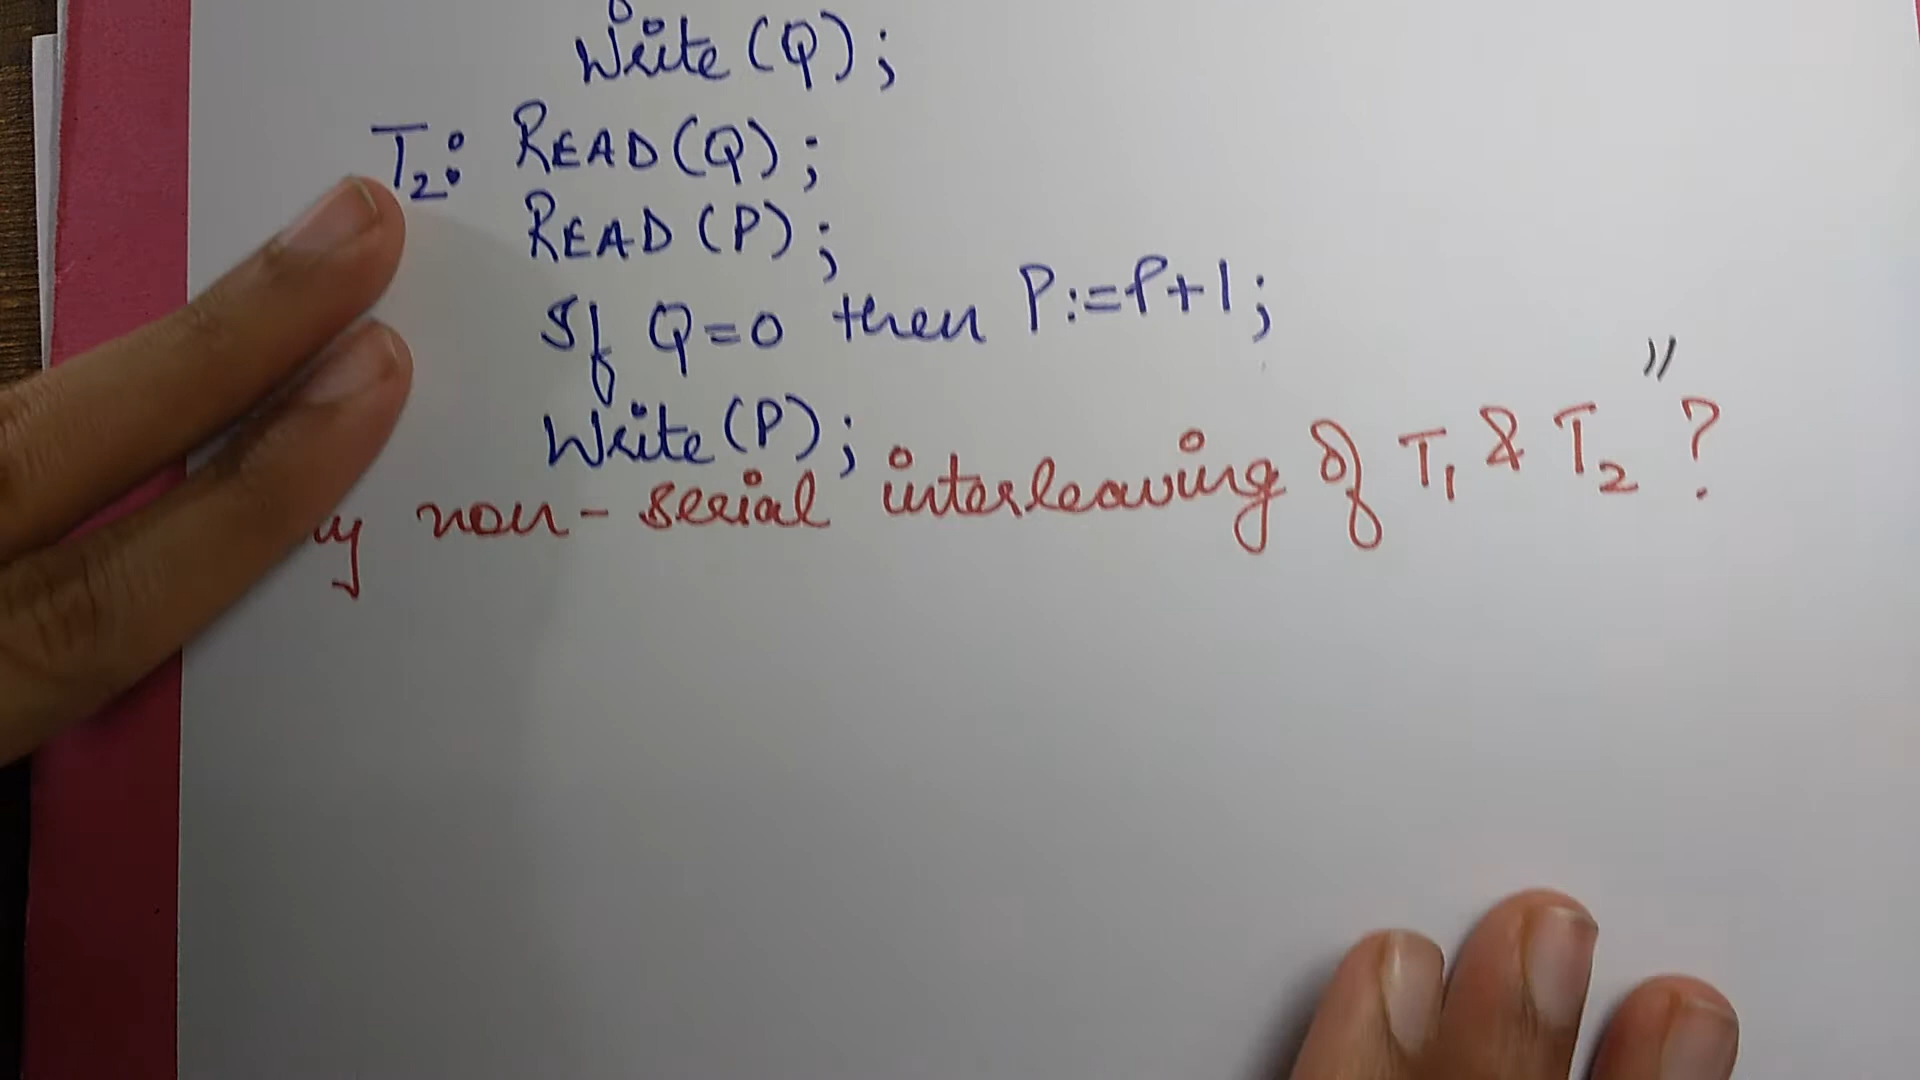 Write (Q);
T2: READ (Q);
READ (P);
If Q=0 then P:=P+1;
Write (P);
non-serial interleaving of T1 & T2" ?